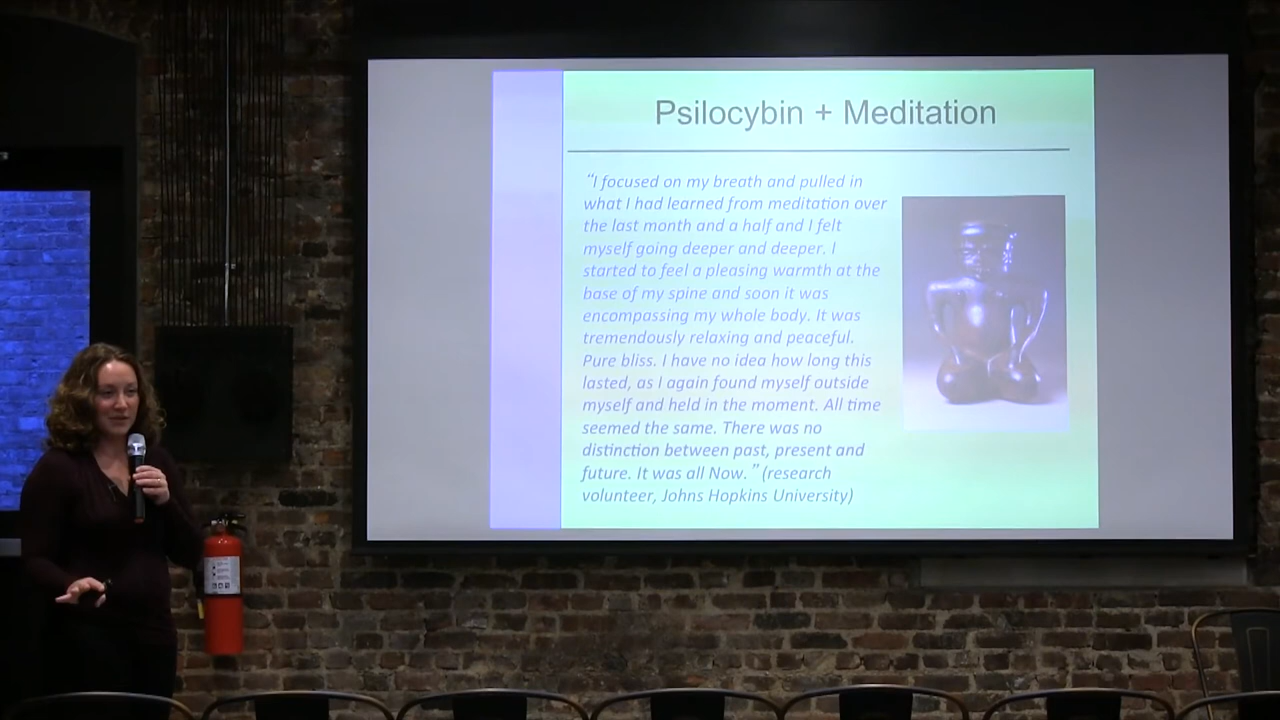 Psilocybin + Meditation
“I focused on my breath and pulled in
what I had learned from meditation over
the last month and a half and I felt
myself going deeper and deeper. I
started to feel a pleasing warmth at the
base of my spine and soon it was
encompassing my whole body. It was
tremendously relaxing and peaceful.
Pure bliss. I have no idea how long this
lasted, as I again found myself outside
myself and held in the moment. All time
seemed the same. There was no
distinction between past, present and
future. It was all Now.” (research
volunteer, Johns Hopkins University)